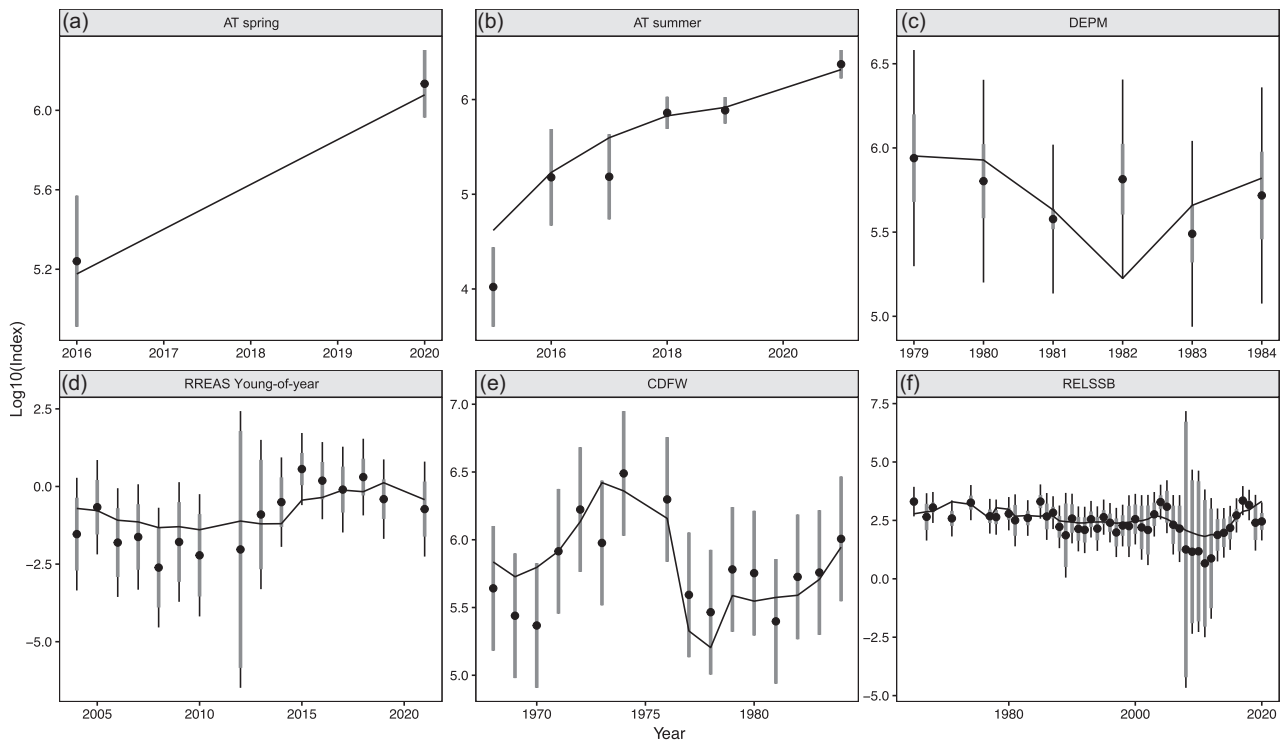 (a) AT spring
(b) AT summer
(c) DEPM
6.0
5.6
5.2
6
5
4
6.5
6.0
5.5
5.0
2016 2017 2018 2019 2020
2016 2018 2020
1979 1980 1981 1982 1983 1984
Log10(Index)
(d) RREAS Young-of-year
(e) CDFW
(f) RELSSB
2.5
0.0
−2.5
−5.0
7.0
6.5
6.0
5.5
5.0
7.5
5.0
2.5
0.0
−2.5
−5.0
2005 2010 2015 2020
1970 1975 1980
1980 2000 2020
Year